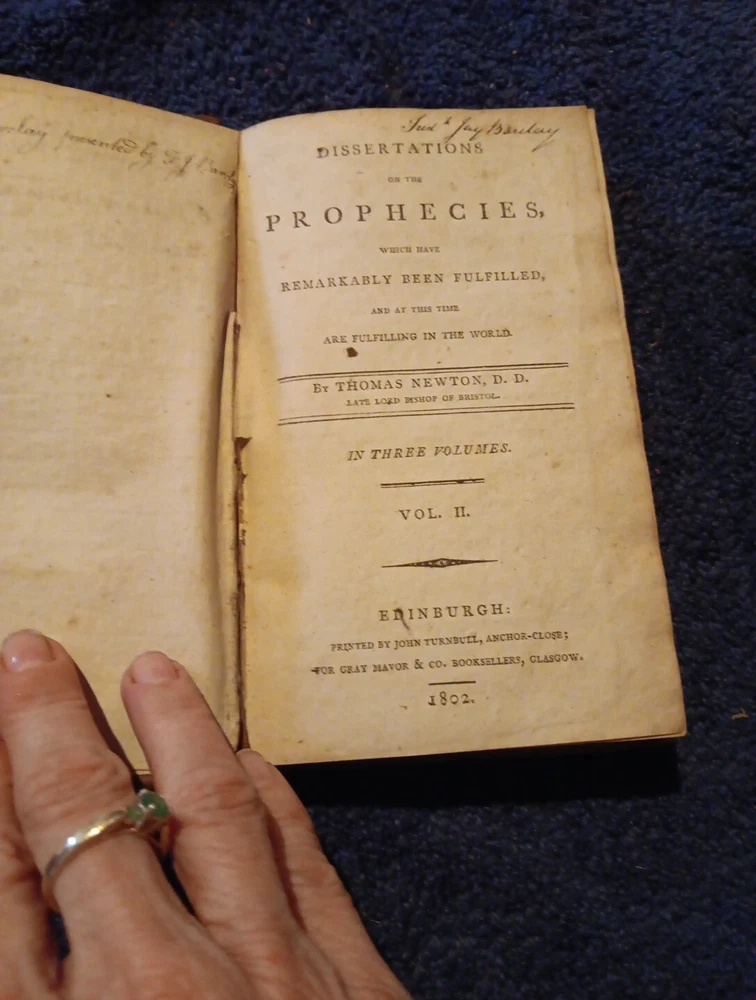 presented by
Jay Barclay
DISSERTATIONS
ON THE
PROPHECIES,
WHICH HAVE
REMARKABLY BEEN FULFILLED,
AND AT THIS TIME
ARE FULFILLING IN THE WORLD.
BY THOMAS NEWTON, D. D.
LATE LORD BISHOP OF BRISTOL.
IN THREE VOLUMES.
VOL. II.
EDINBURGH:
PRINTED BY JOHN TURNBULL, ANCHOR-CLOSE;
FOR GRAY MAVOR & CO. BOOKSELLERS, GLASGOW.
1802.